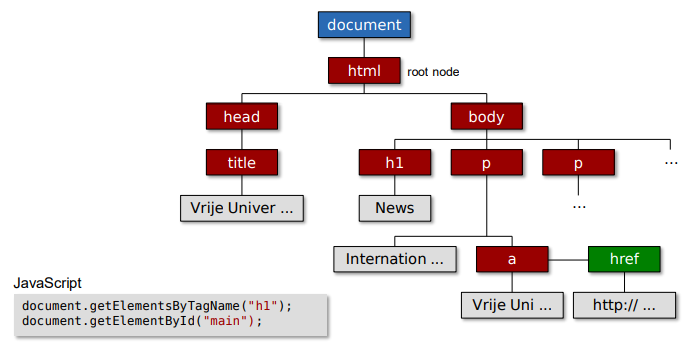 document
html root node
head body
title h1 p p ...
Vrije Univer ... News ...
Internation ... a href
Vrije Uni ... http:// ...
JavaScript
document.getElementsByTagName("h1");
document.getElementById("main");